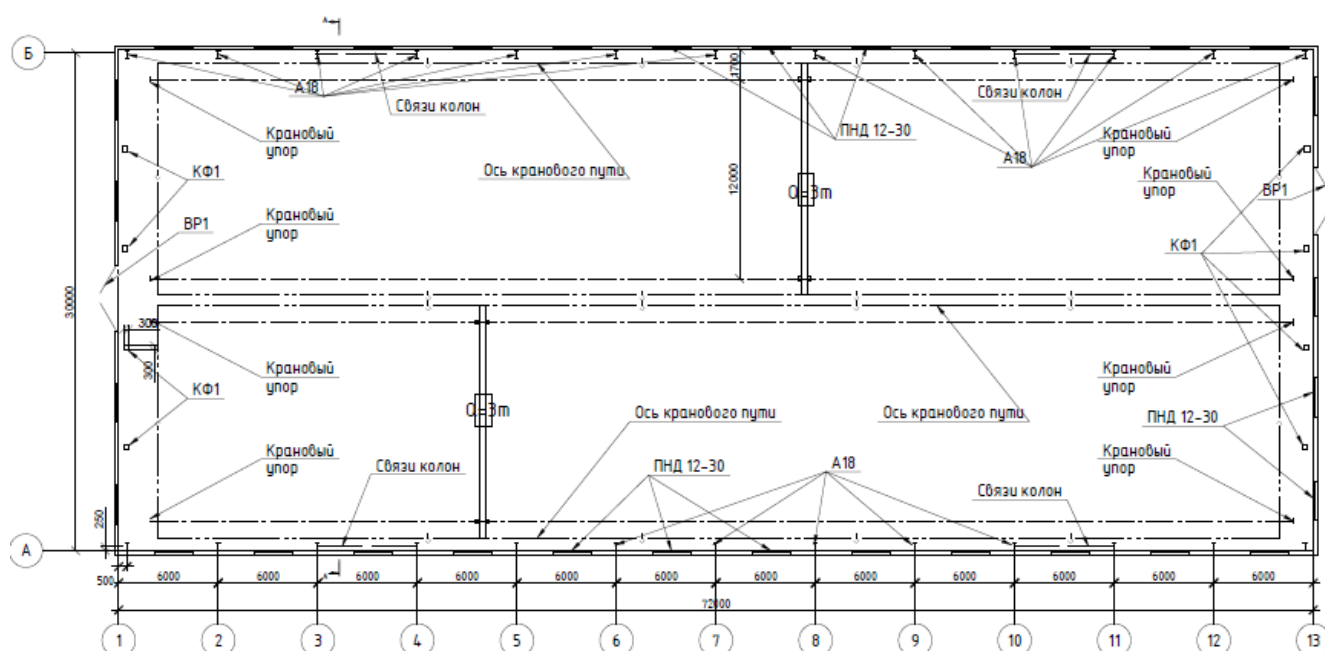 А
Б
1700
А18
Связи колон
Связи колон
Крановый
упор
ПНД 12-30
Крановый
упор
А18
КФ1
Ось кранового пути
Крановый
упор
12000
Q=3т
ВР1
ВР1
Крановый
упор
КФ1
30000
300
300
Крановый
упор
Крановый
упор
КФ1
Q=3т
Ось кранового пути
Ось кранового пути
ПНД 12-30
Крановый
упор
Связи колон
ПНД 12-30
А18
Крановый
упор
Связи колон
250
А
А
500
6000 6000 6000 6000 6000 6000 6000 6000 6000 6000 6000 6000
72000
1 2 3 4 5 6 7 8 9 10 11 12 13